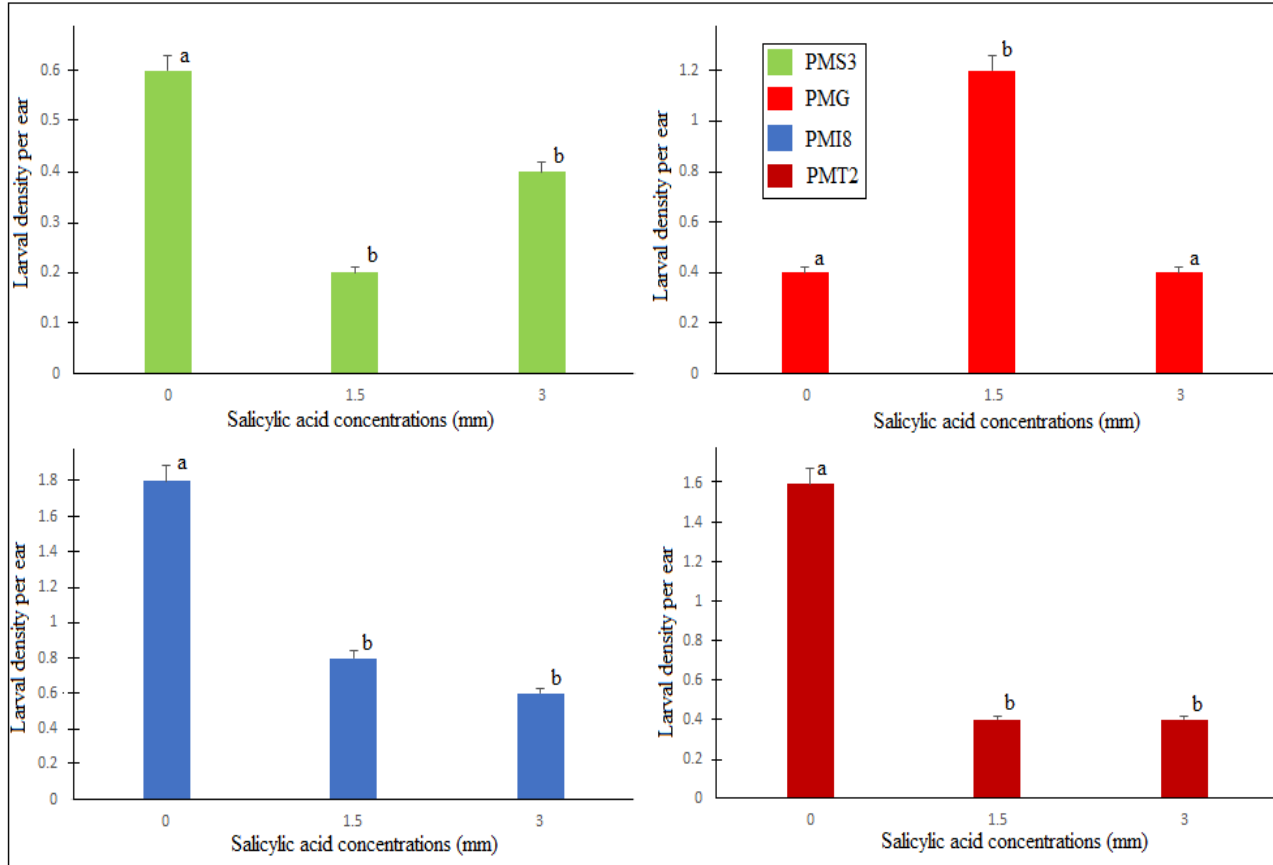 Larval density per ear
0.6
0.5
0.4
0.3
0.2
0.1
0
a
b
b
0
1.5
3
Salicylic acid concentrations (mm)
Larval density per ear
1.2
1
0.8
0.6
0.4
0.2
0
a
b
a
PMS3
PMG
PMI8
PMT2
0
1.5
3
Salicylic acid concentrations (mm)
Larval density per ear
1.8
1.6
1.4
1.2
1
0.8
0.6
0.4
0.2
0
a
b
b
0
1.5
3
Salicylic acid concentrations (mm)
Larval density per ear
1.6
1.4
1.2
1
0.8
0.6
0.4
0.2
0
a
b
b
0
1.5
3
Salicylic acid concentrations (mm)